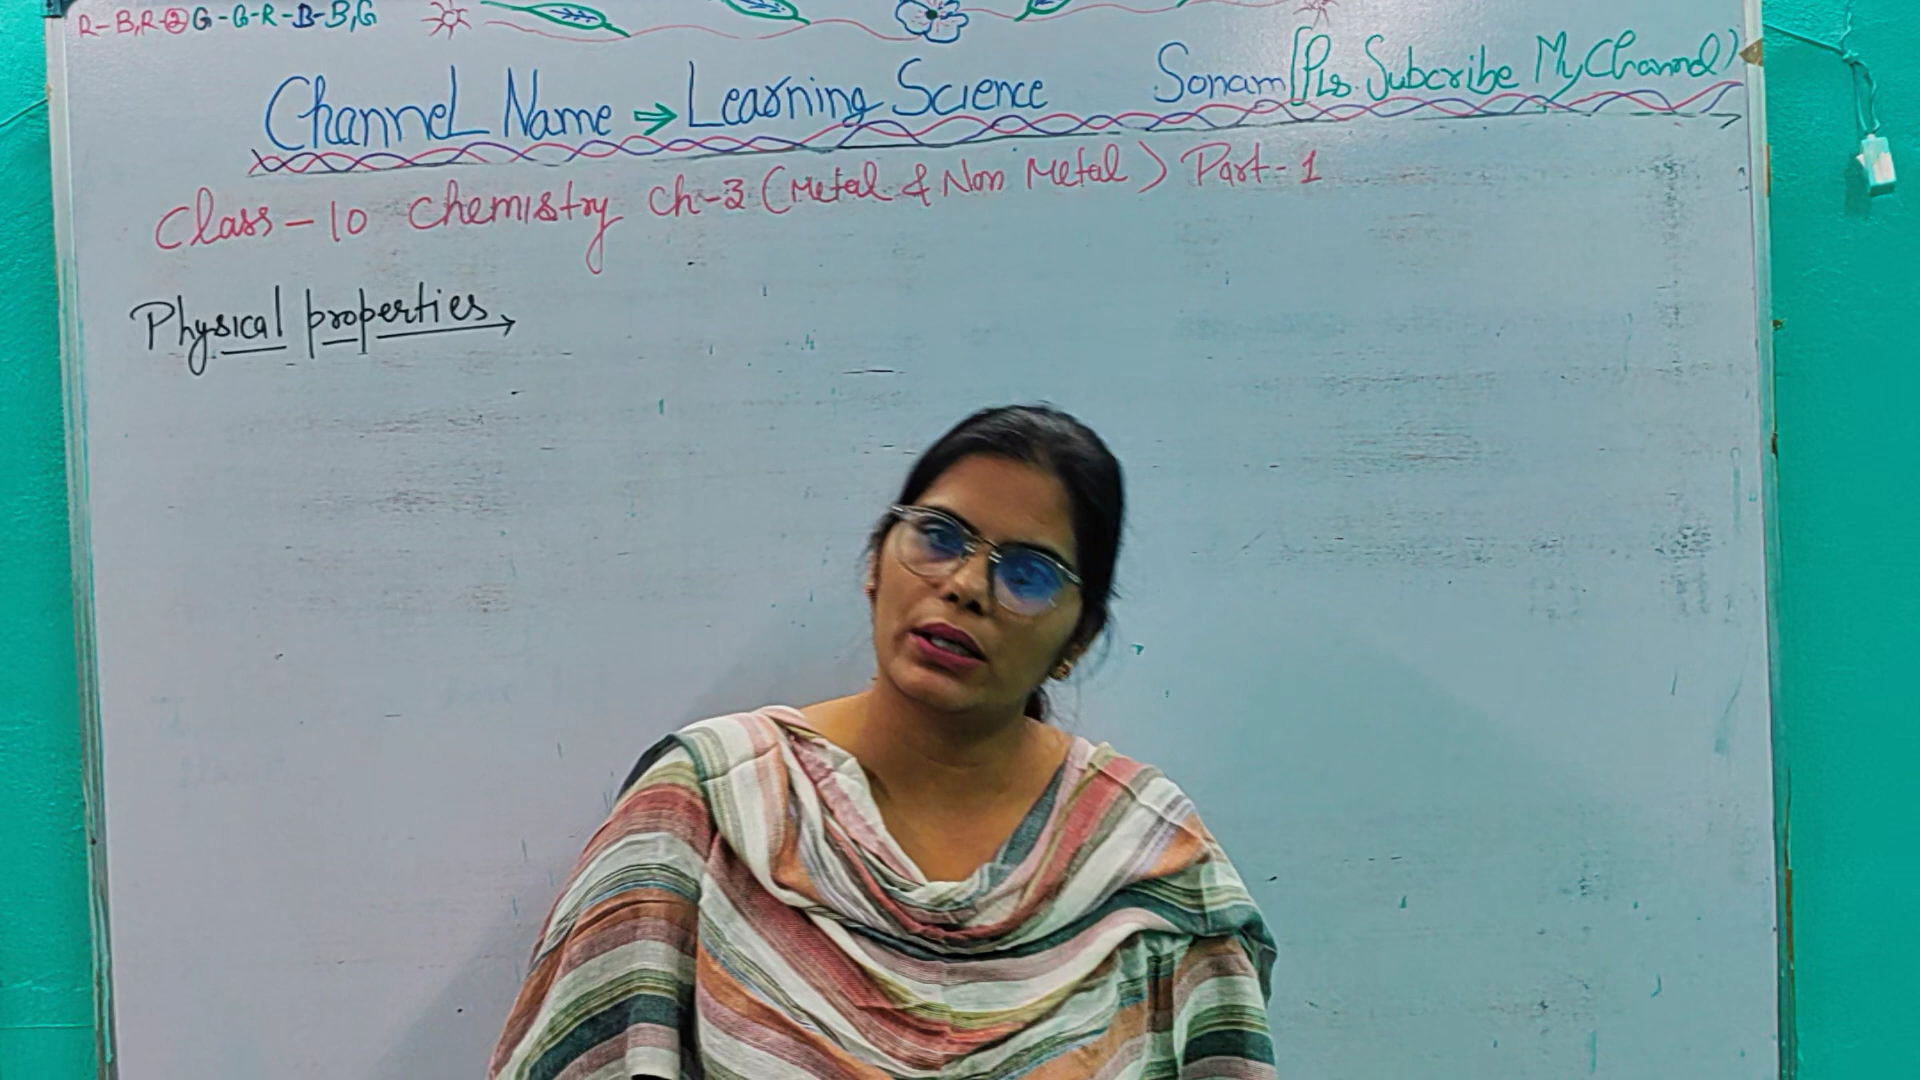 R-B,R-②G-G-R-B-B,G
Channel Name ⇒ Learning Science Sonam (Pls. Subcribe My Channel)
Class-10 Chemistry Ch-3 (Metal & Non Metal) Part-1
Physical properties